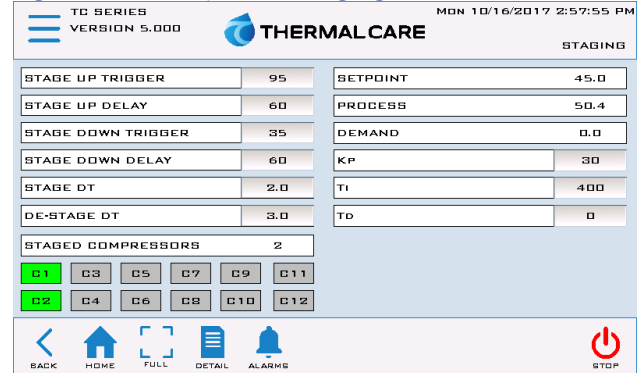 TC SERIES
VERSION 5.000
THERMALCARE
MON 10/16/2017 2:57:55 PM
STAGING
STAGE UP TRIGGER 95
STAGE UP DELAY 60
STAGE DOWN TRIGGER 35
STAGE DOWN DELAY 60
STAGE DT 2.0
DE-STAGE DT 3.0
STAGED COMPRESSORS 2
C1 C3 C5 C7 C9 C11
C2 C4 C6 C8 C10 C12
SETPOINT 45.0
PROCESS 50.4
DEMAND 0.0
KP 30
TI 400
TD 0
BACK HOME FULL DETAIL ALARMS STOP